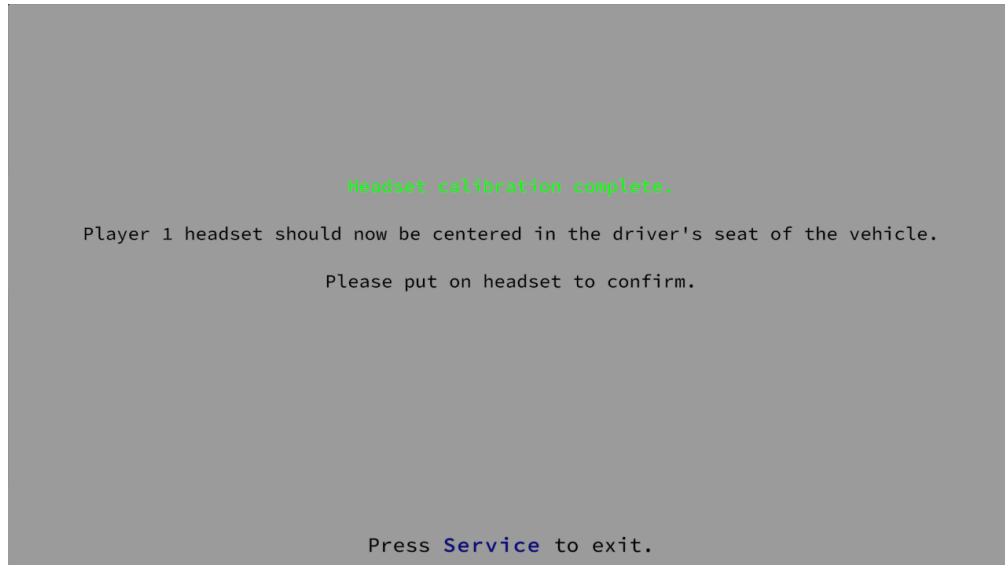 Headset calibration complete.
Player 1 headset should now be centered in the driver's seat of the vehicle.
Please put on headset to confirm.
Press Service to exit.